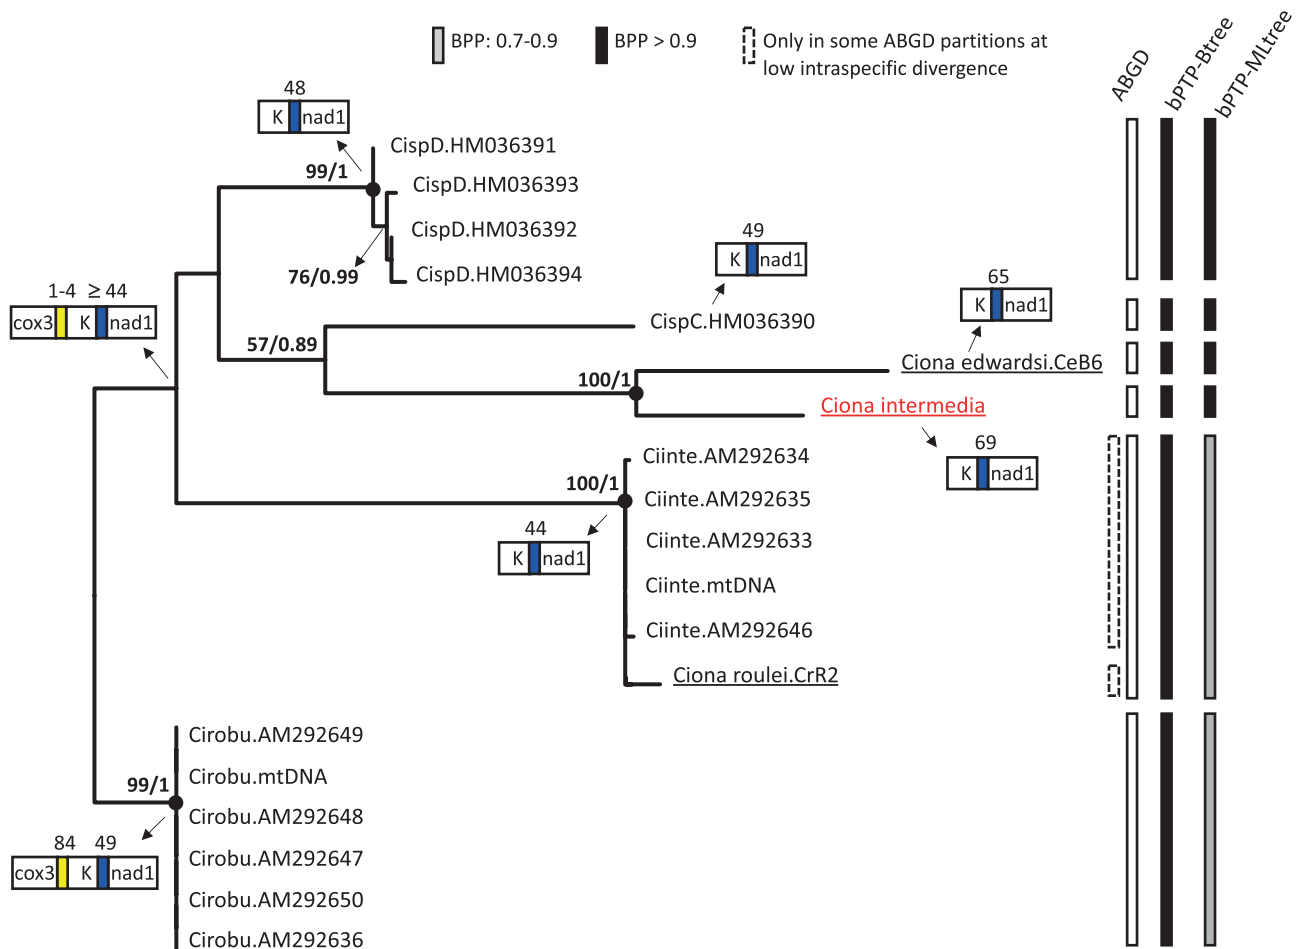 BPP: 0.7-0.9
BPP > 0.9
Only in some ABGD partitions at
low intraspecific divergence
ABGD
bPTP-Btree
bPTP-MLtree
48
K nad1
CispD.HM036391
99/1
CispD.HM036393
CispD.HM036392
76/0.99
CispD.HM036394
49
K nad1
1-4 ≥ 44
cox3 K nad1
65
K nad1
CispC.HM036390
57/0.89
Ciona edwardsi.CeB6
100/1
Ciona intermedia
69
K nad1
Ciinte.AM292634
100/1
Ciinte.AM292635
44
K nad1
Ciinte.AM292633
Ciinte.mtDNA
Ciinte.AM292646
Ciona roulei.CrR2
Cirobu.AM292649
Cirobu.mtDNA
99/1
Cirobu.AM292648
84 49
cox3 K nad1
Cirobu.AM292647
Cirobu.AM292650
Cirobu.AM292636